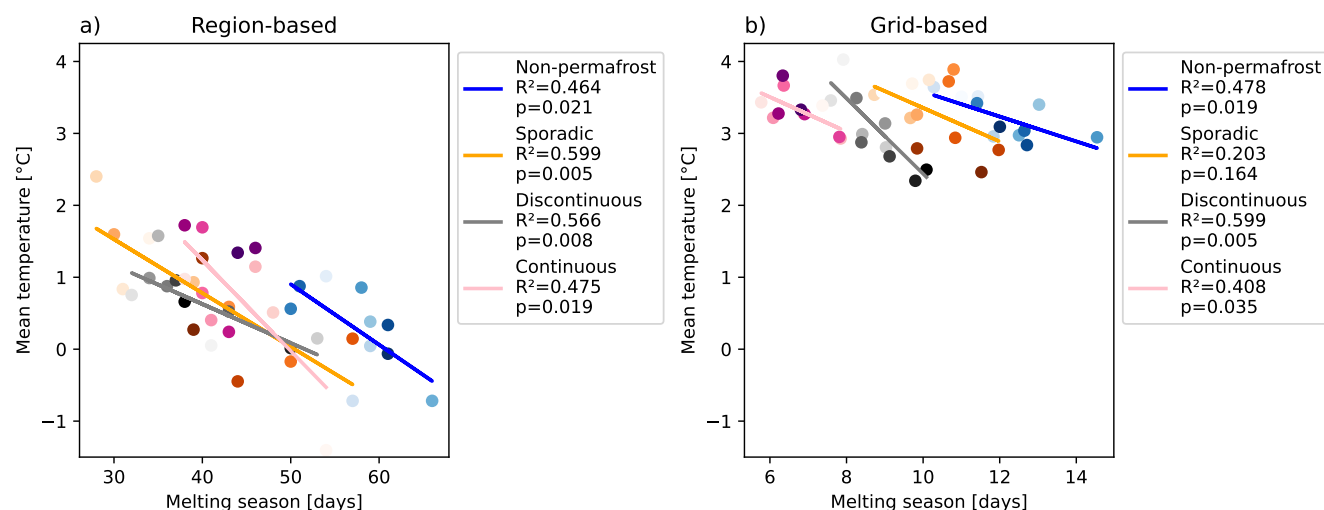 a)
Region-based
Mean temperature [°C]
4
3
2
1
0
−1
30
40
50
60
Melting season [days]
Non-permafrost
R²=0.464
p=0.021
Sporadic
R²=0.599
p=0.005
Discontinuous
R²=0.566
p=0.008
Continuous
R²=0.475
p=0.019
b)
Grid-based
Mean temperature [°C]
4
3
2
1
0
−1
6
8
10
12
14
Melting season [days]
Non-permafrost
R²=0.478
p=0.019
Sporadic
R²=0.203
p=0.164
Discontinuous
R²=0.599
p=0.005
Continuous
R²=0.408
p=0.035